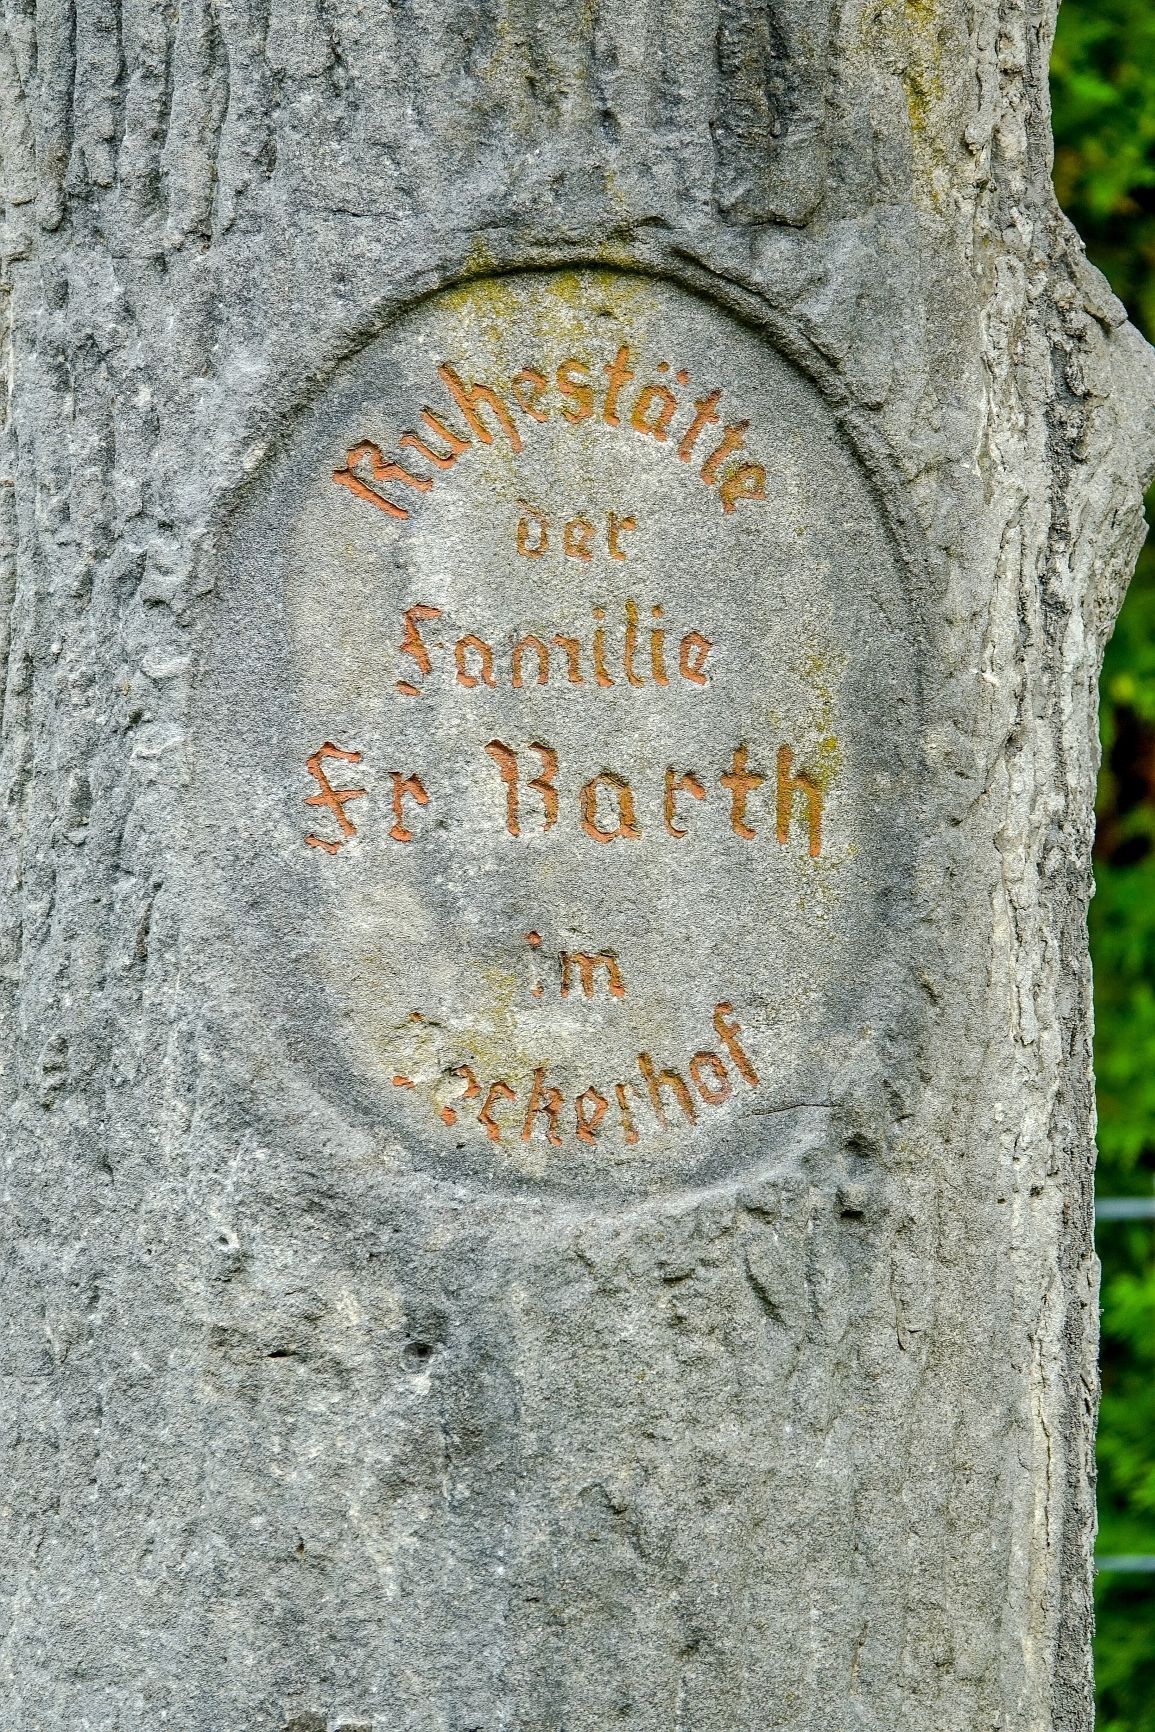 Ruhestätte
der
Familie
Fr Barth
im